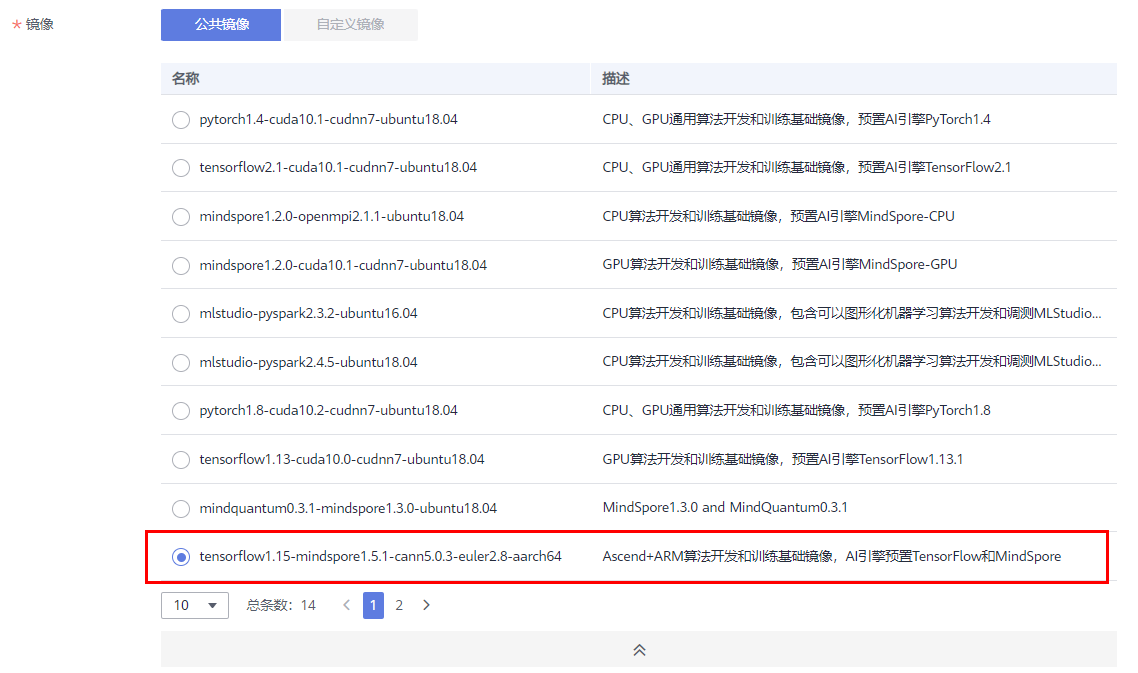 * 镜像
公共镜像 自定义镜像
名称 描述
pytorch1.4-cuda10.1-cudnn7-ubuntu18.04 CPU、GPU通用算法开发和训练基础镜像，预置AI引擎PyTorch1.4
tensorflow2.1-cuda10.1-cudnn7-ubuntu18.04 CPU、GPU通用算法开发和训练基础镜像，预置AI引擎TensorFlow2.1
mindspore1.2.0-openmpi2.1.1-ubuntu18.04 CPU算法开发和训练基础镜像，预置AI引擎MindSpore-CPU
mindspore1.2.0-cuda10.1-cudnn7-ubuntu18.04 GPU算法开发和训练基础镜像，预置AI引擎MindSpore-GPU
mlstudio-pyspark2.3.2-ubuntu16.04 CPU算法开发和训练基础镜像，包含可以图形化机器学习算法开发和调测MLStudio...
mlstudio-pyspark2.4.5-ubuntu18.04 CPU算法开发和训练基础镜像，包含可以图形化机器学习算法开发和调测MLStudio...
pytorch1.8-cuda10.2-cudnn7-ubuntu18.04 CPU、GPU通用算法开发和训练基础镜像，预置AI引擎PyTorch1.8
tensorflow1.13-cuda10.0-cudnn7-ubuntu18.04 GPU算法开发和训练基础镜像，预置AI引擎TensorFlow1.13.1
mindquantum0.3.1-mindspore1.3.0-ubuntu18.04 MindSpore1.3.0 and MindQuantum0.3.1
tensorflow1.15-mindspore1.5.1-cann5.0.3-euler2.8-aarch64 Ascend+ARM算法开发和训练基础镜像，AI引擎预置TensorFlow和MindSpore
10 总条数：14 < 1 2 >